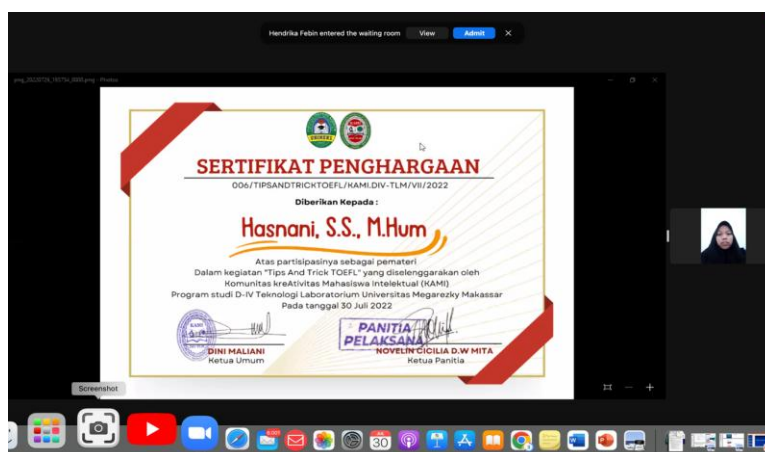 Hendrika Febin entered the waiting room View Admit
SERTIFIKAT PENGHARGAAN
006/TIPSANDTRICKTOEFL/KAMI.DIV-TLM/VII/2022
Diberikan Kepada :
Hasnani, S.S., M.Hum
Atas partisipasinya sebagai pemateri
Dalam kegiatan "Tips And Trick TOEFL" yang diselenggarakan oleh
Komunitas kreAtivitas Mahasiswa Intelektual (KAMI)
Program studi D-IV Teknologi Laboratorium Universitas Megarezky Makassar
Pada tanggal 30 Juli 2022
PANITIA
PELAKSANA
DINI MALIANI
Ketua Umum
NOVELIN CICILIA D.W MITA
Ketua Panitia
Screenshot
30